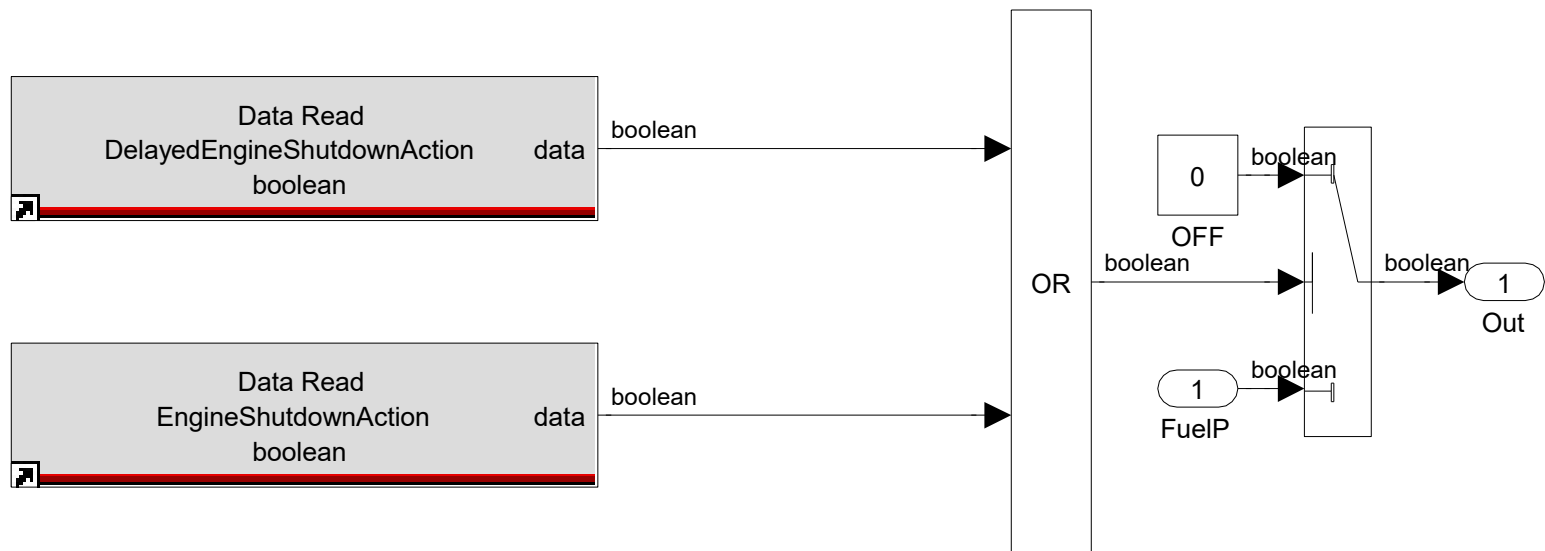 Data Read
DelayedEngineShutdownAction
boolean
data
boolean
Data Read
EngineShutdownAction
boolean
data
boolean
OR
boolean
0
OFF
boolean
1
FuelP
boolean
boolean
1
Out